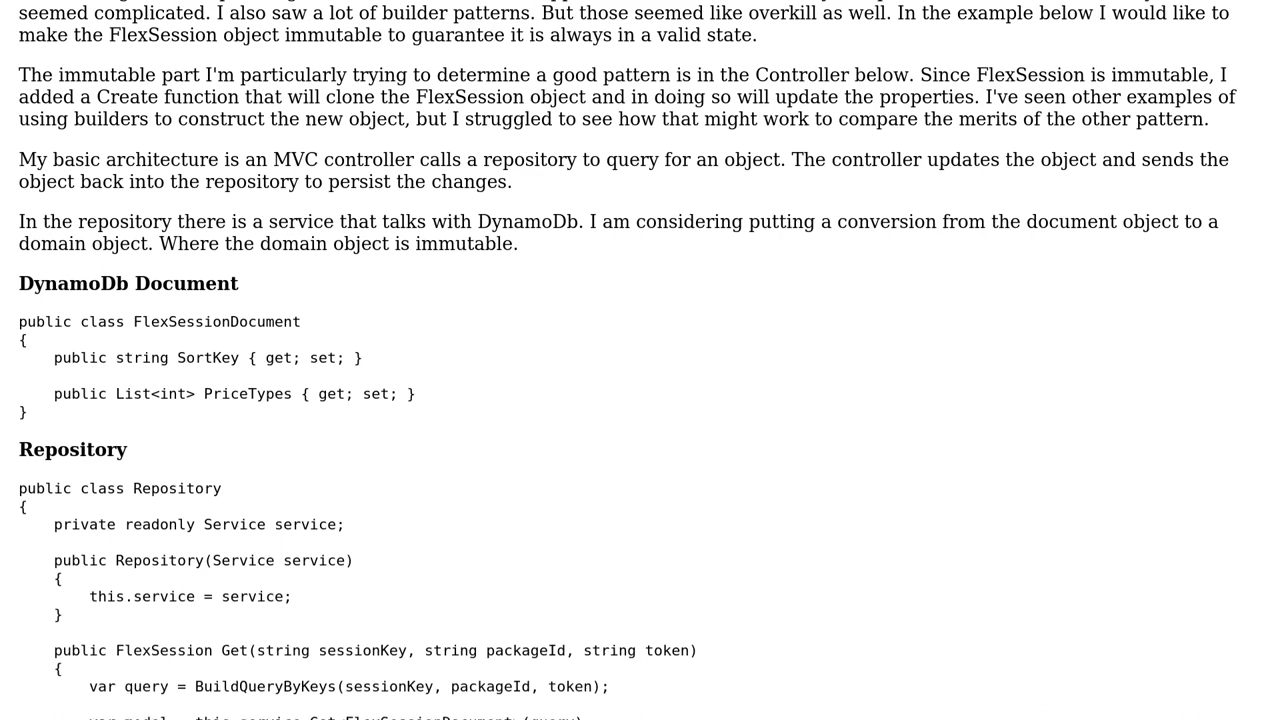 seemed complicated. I also saw a lot of builder patterns. But those seemed like overkill as well. In the example below I would like to
make the FlexSession object immutable to guarantee it is always in a valid state.
The immutable part I'm particularly trying to determine a good pattern is in the Controller below. Since FlexSession is immutable, I
added a Create function that will clone the FlexSession object and in doing so will update the properties. I've seen other examples of
using builders to construct the new object, but I struggled to see how that might work to compare the merits of the other pattern.
My basic architecture is an MVC controller calls a repository to query for an object. The controller updates the object and sends the
object back into the repository to persist the changes.
In the repository there is a service that talks with DynamoDb. I am considering putting a conversion from the document object to a
domain object. Where the domain object is immutable.
DynamoDb Document
public class FlexSessionDocument
{
    public string SortKey { get; set; }
    public List<int> PriceTypes { get; set; }
}
Repository
public class Repository
{
    private readonly Service service;
    public Repository(Service service)
    {
        this.service = service;
    }
    public FlexSession Get(string sessionKey, string packageId, string token)
    {
        var query = BuildQueryByKeys(sessionKey, packageId, token);
        var model = this.service.Get<FlexSessionDocument>(query)